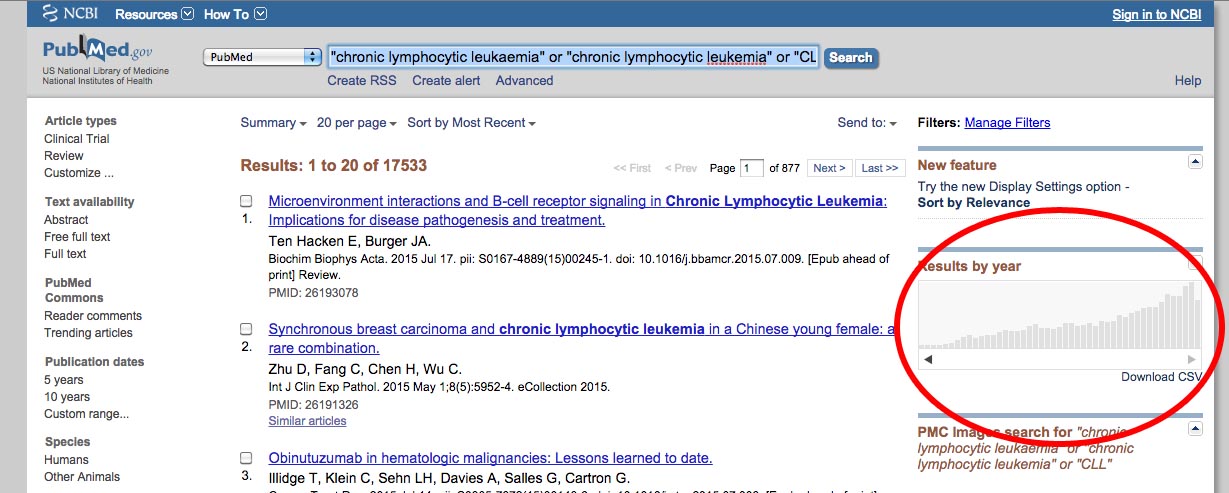 NCBI Resources How To Sign in to NCBI
PubMed.gov
US National Library of Medicine
National Institutes of Health
PubMed "chronic lymphocytic leukaemia" or "chronic lymphocytic leukemia" or "CL Search
Create RSS Create alert Advanced Help
Article types
Clinical Trial
Review
Customize ...
Text availability
Abstract
Free full text
Full text
PubMed
Commons
Reader comments
Trending articles
Publication dates
5 years
10 years
Custom range...
Species
Humans
Other Animals
Summary 20 per page Sort by Most Recent Send to:
Results: 1 to 20 of 17533
<< First < Prev Page 1 of 877 Next > Last >>
1. Microenvironment interactions and B-cell receptor signaling in Chronic Lymphocytic Leukemia:
Implications for disease pathogenesis and treatment.
Ten Hacken E, Burger JA.
Biochim Biophys Acta. 2015 Jul 17. pii: S0167-4889(15)00245-1. doi: 10.1016/j.bbamcr.2015.07.009. [Epub ahead of
print] Review.
PMID: 26193078
2. Synchronous breast carcinoma and chronic lymphocytic leukemia in a Chinese young female: a
rare combination.
Zhu D, Fang C, Chen H, Wu C.
Int J Clin Exp Pathol. 2015 May 1;8(5):5952-4. eCollection 2015.
PMID: 26191326
Similar articles
3. Obinutuzumab in hematologic malignancies: Lessons learned to date.
Illidge T, Klein C, Sehn LH, Davies A, Salles G, Cartron G.
Filters: Manage Filters
New feature
Try the new Display Settings option -
Sort by Relevance
Results by year
Download CSV
PMC Images search for "chronic
lymphocytic leukaemia" or "chronic
lymphocytic leukemia" or "CLL"